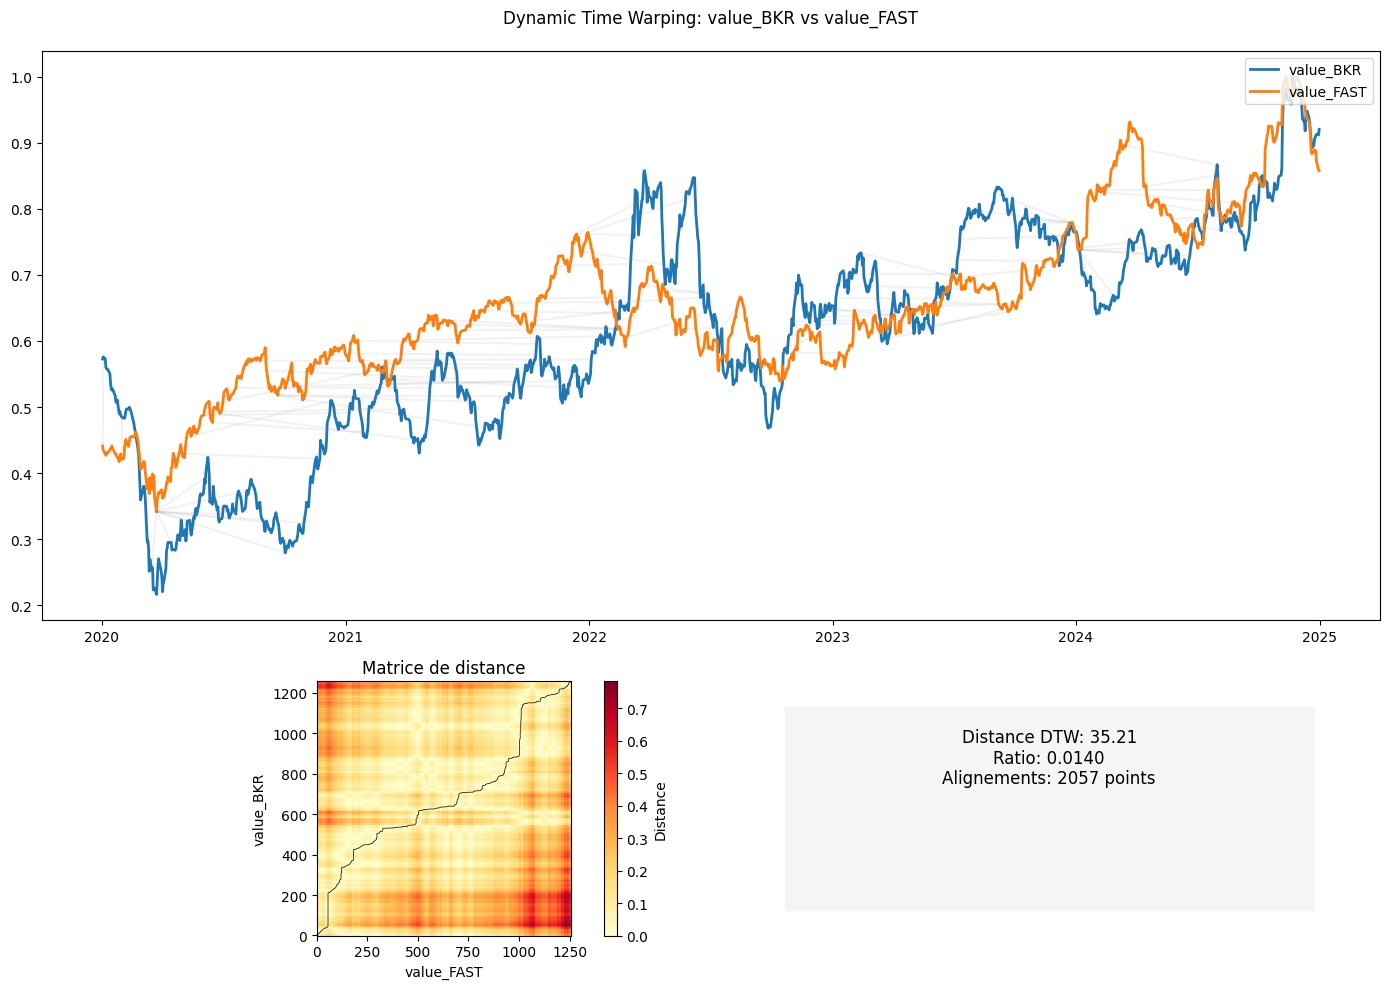 Dynamic Time Warping: value_BKR vs value_FAST
value_BKR
value_FAST
1.0
0.9
0.8
0.7
0.6
0.5
0.4
0.3
0.2
2020 2021 2022 2023 2024 2025
Matrice de distance
value_BKR
1200
1000
800
600
400
200
0
0 250 500 750 1000 1250
value_FAST
0.7
0.6
0.5
0.4
0.3
0.2
0.1
0.0
Distance
Distance DTW: 35.21
Ratio: 0.0140
Alignements: 2057 points